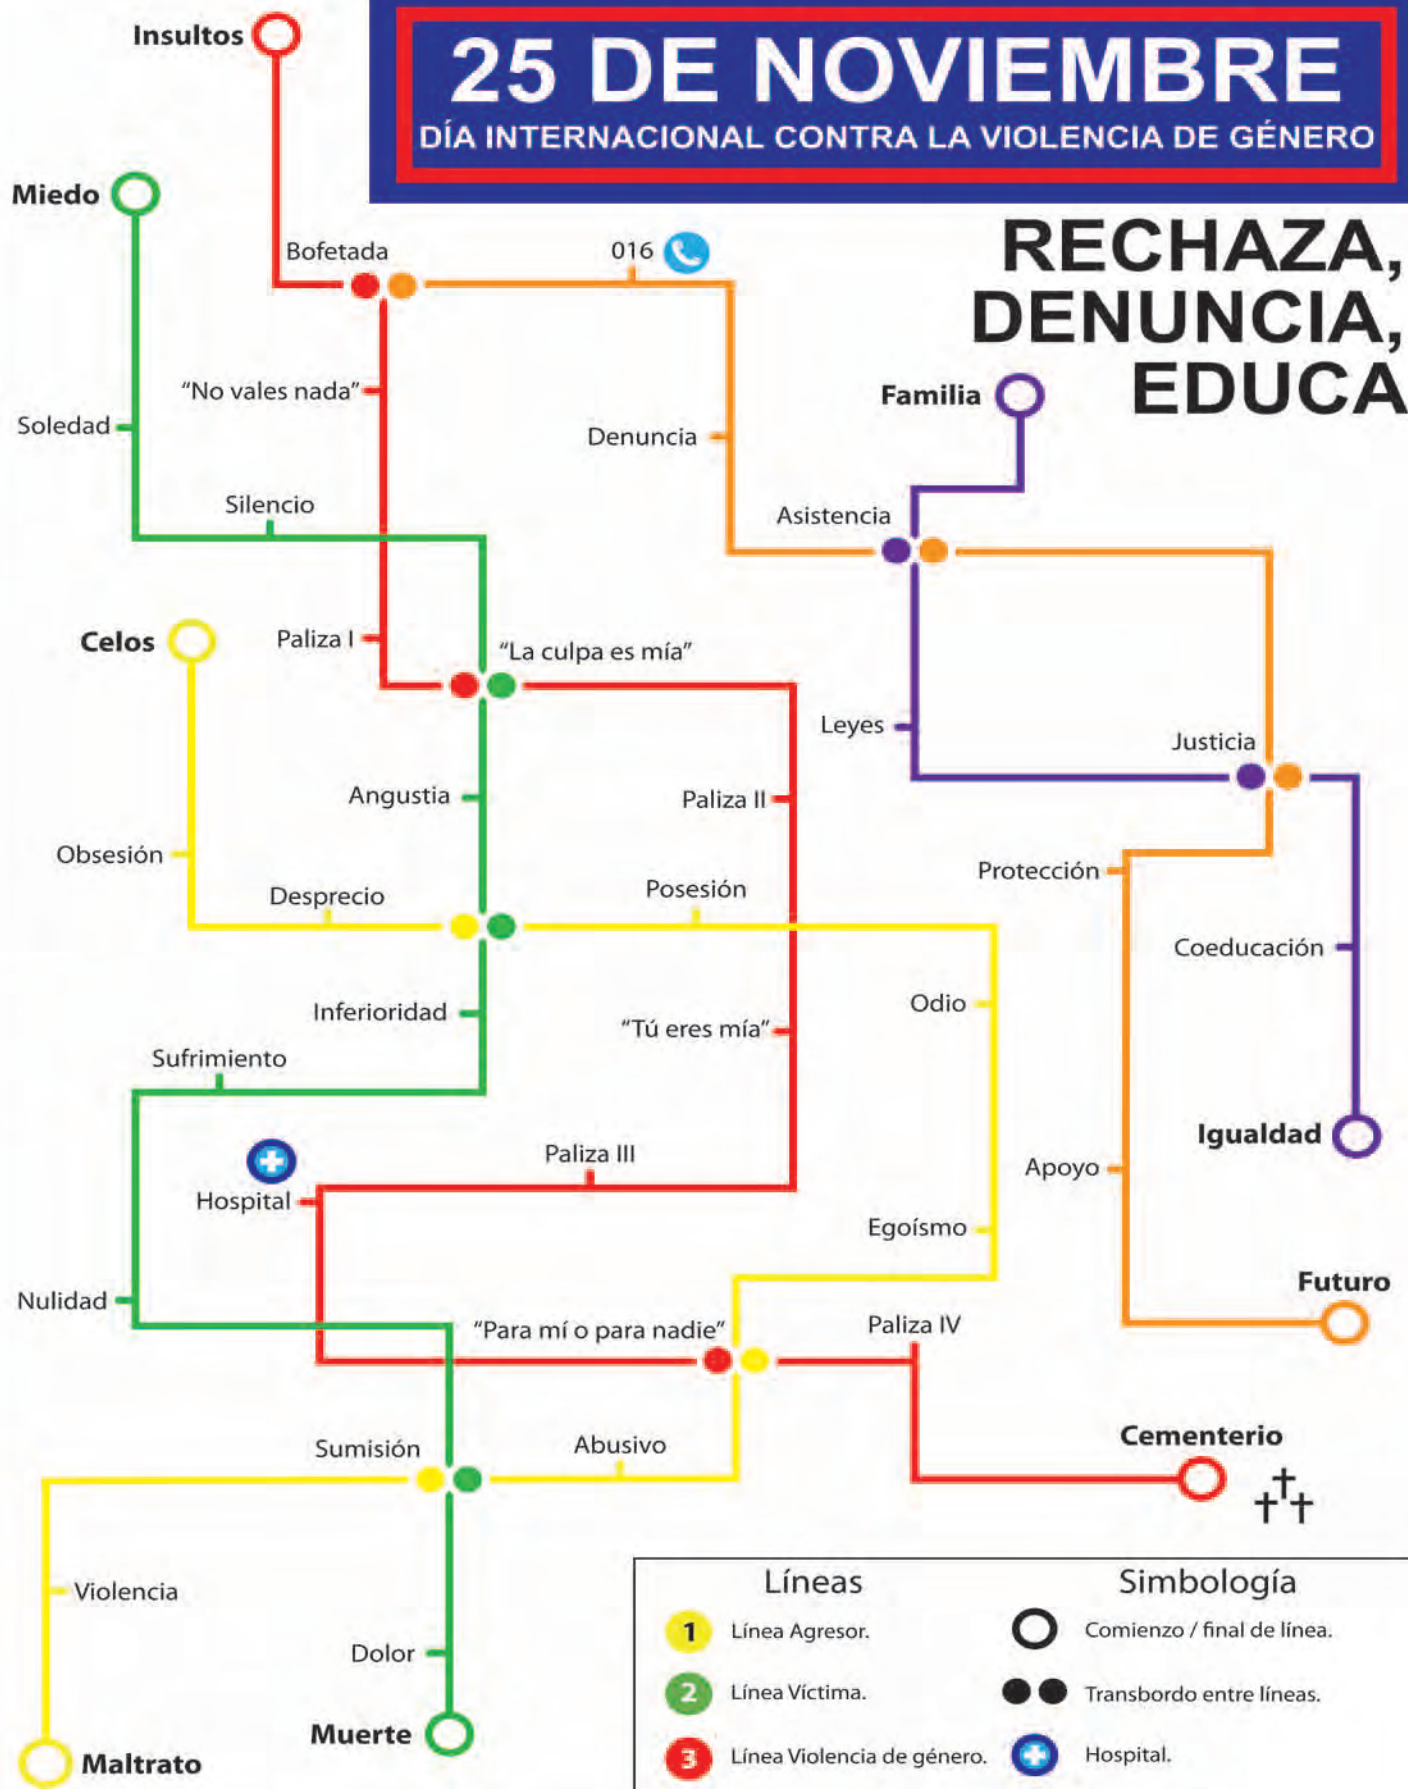 Insultos
25 DE NOVIEMBRE
DÍA INTERNACIONAL CONTRA LA VIOLENCIA DE GÉNERO
Miedo
RECHAZA,
DENUNCIA,
EDUCA
Bofetada
016
"No vales nada"
Familia
Soledad
Denuncia
Silencio
Asistencia
Celos
Paliza I
"La culpa es mía"
Leyes
Justicia
Angustia
Paliza II
Obsesión
Desprecio
Posesión
Protección
Coeducación
Inferioridad
Odio
"Tú eres mía"
Sufrimiento
Igualdad
Paliza III
Apoyo
Hospital
Egoísmo
Nulidad
Futuro
"Para mí o para nadie"
Paliza IV
Sumisión
Abusivo
Cementerio
Violencia
Dolor
Muerte
Maltrato
Líneas
Simbología
1 Línea Agresor.
Comienzo / final de línea.
2 Línea Víctima.
Transbordo entre líneas.
3 Línea Violencia de género.
Hospital.